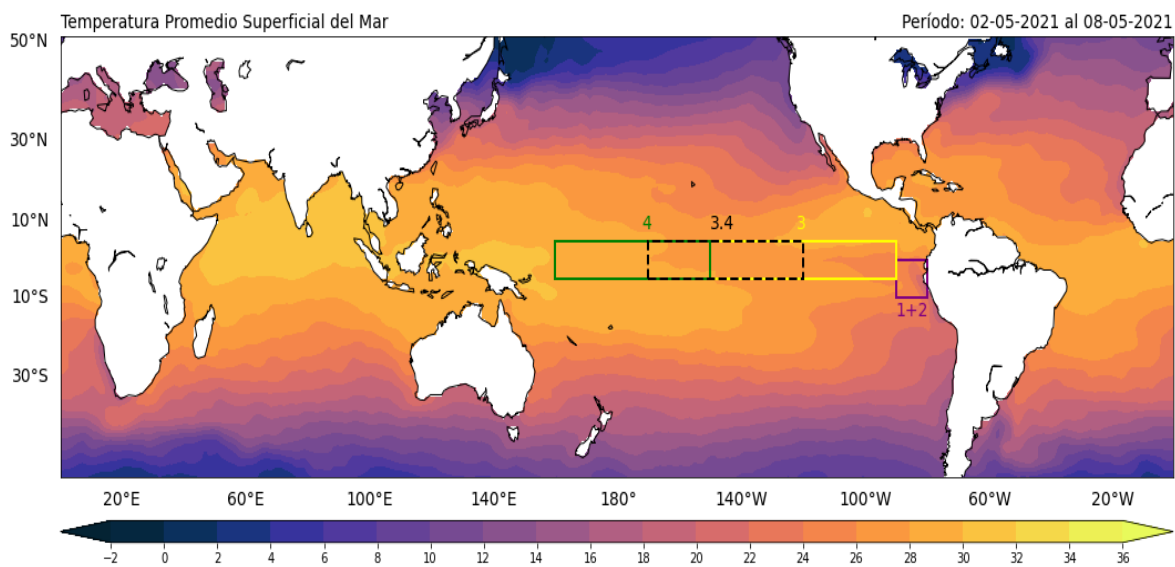 Temperatura Promedio Superficial del Mar
Período: 02-05-2021 al 08-05-2021
50°N
30°N
10°N
10°S
30°S
4
3.4
3
1+2
20°E 60°E 100°E 140°E 180° 140°W 100°W 60°W 20°W
−2 0 2 4 6 8 10 12 14 16 18 20 22 24 26 28 30 32 34 36